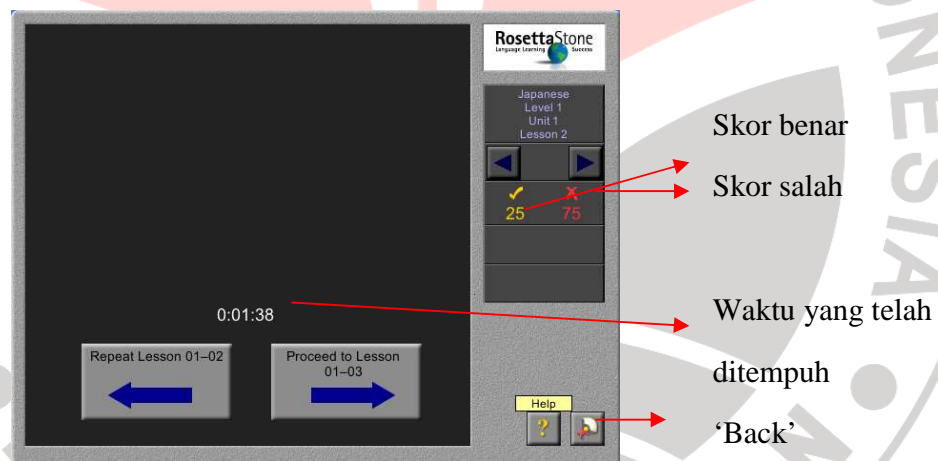 RosettaStone
Language Learning Success
Japanese
Level 1
Unit 1
Lesson 2
25 75
0:01:38
Repeat Lesson 01–02
Proceed to Lesson
01–03
Help
?
Skor benar
Skor salah
Waktu yang telah
ditempuh
‘Back’
ONESIA